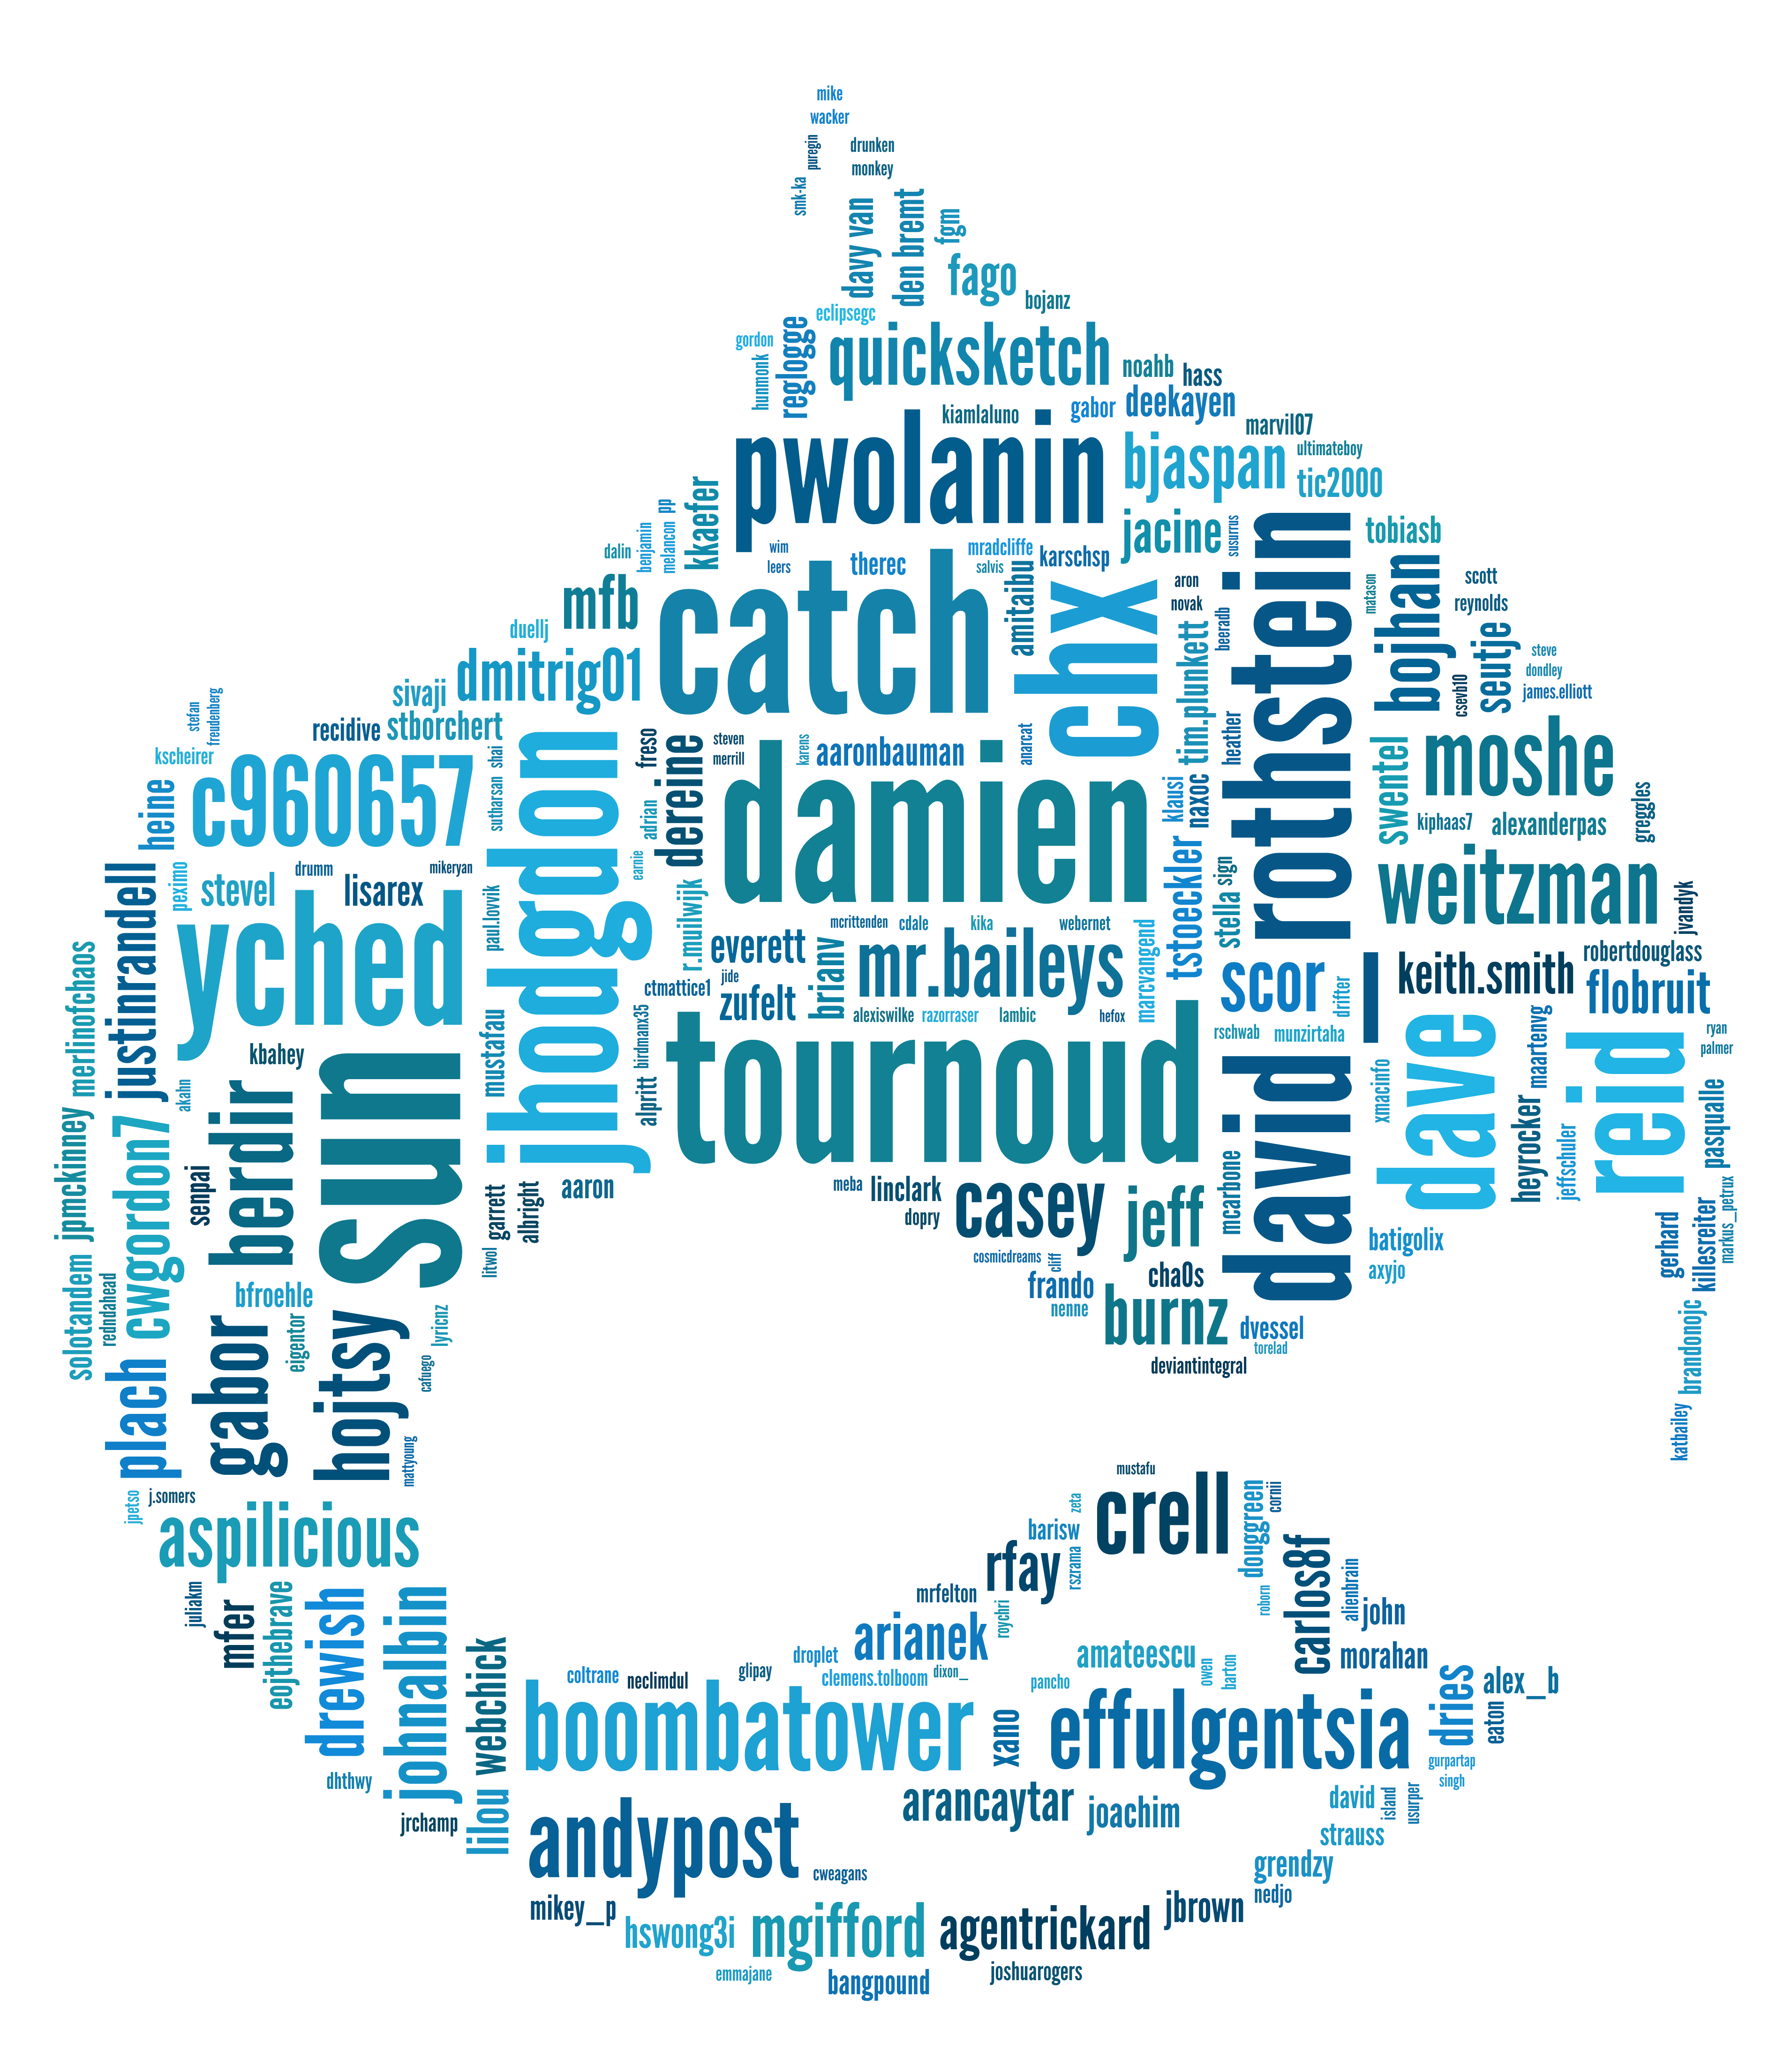 mike
wacker
puregin
drunken
monkey
smk-ka
davy van
den bremt
fgm
fago
bojanz
eclipsegc
gordon
hunmonk
reglogge
quicksketch
noahb
hass
kiamlaluno
gabor
deekayen
marvil07
pwolanin
bjaspan
ultimateboy
tic2000
kkaefer
pp
benjamin
melancon
dalin
wim
leers
therec
mradcliffe
salvis
karschsp
jacine
susurrus
tobiasb
mfb
catch
amitaibu
chx
aron
novak
beeradb
rothstein
matason
bojhan
scott
reynolds
duellj
dmitrig01
sivaji
stborchert
recidive
tim.plunkett
seutje
steve
dondley
james.elliott
csevb10
stefan
freudenberg
kscheirer
heine
c960657
shai
sutharsan
jhodgdon
freso
adrian
dereine
steven
merrill
karens
aaronbauman
anarcat
heather
swentel
moshe
kiphaas7
alexanderpas
greggles
damien
klausi
naxoc
tstoeckler
justinrandell
peximo
stevel
drumm
lisarex
mikeryan
yched
paul.lovvik
earnie
r.muilwijk
stella
sign
weitzman
jvandyk
mcrittenden
cdale
kika
webernet
everett
brianv
mr.baileys
marcvangend
scor
drifter
_
keith.smith
robertdouglass
flobruit
merlinofchaos
ctmattice1
jide
zufelt
alexiswilke
razorraser
lambic
hefox
rschwab
munzirtaha
ryan
palmer
kbahey
mustafau
birdmanx35
alpritt
tournoud
david
dave
xmacinfo
maartenvg
reid
jpmckinney
cwgordon7
akahn
senpai
berdir
sun
heyrocker
jeffschuler
pasqualle
aaron
garrett
albright
litwol
meba
linclark
dopry
casey
jeff
mcarbone
batigolix
axyjo
gerhard
killesreiter
markus_petrux
solotandem
redndahead
bfroehle
cosmicdreams
cliff
frando
nenne
cha0s
burnz
dvessel
torelad
deviantintegral
brandonojc
plach
gabor
eigentor
hojtsy
lyricnz
cafuego
mattyoung
katbailey
jpetso
j.somers
aspilicious
mustafu
zeta
barisw
crell
douggreen
cornii
rfay
rszrama
carlos8f
juliakm
mfer
eojthebrave
drewish
johnalbin
mrfelton
roychri
roborn
alienbrain
john
morahan
webchick
coltrane
neclimdul
glipay
droplet
arianek
clemens.tolboom
dixon_
pancho
amateescu
owen
barton
dries
alex_b
eaton
boombatower
xano
effulgentsia
gurpartap
singh
dhthwy
jrchamp
lilou
andypost
cweagans
arancaytar
joachim
david
strauss
island
usurper
grendzy
nedjo
mikey_p
hswong3i
mgifford
agentrickard
jbrown
emmajane
bangpound
joshuarogers